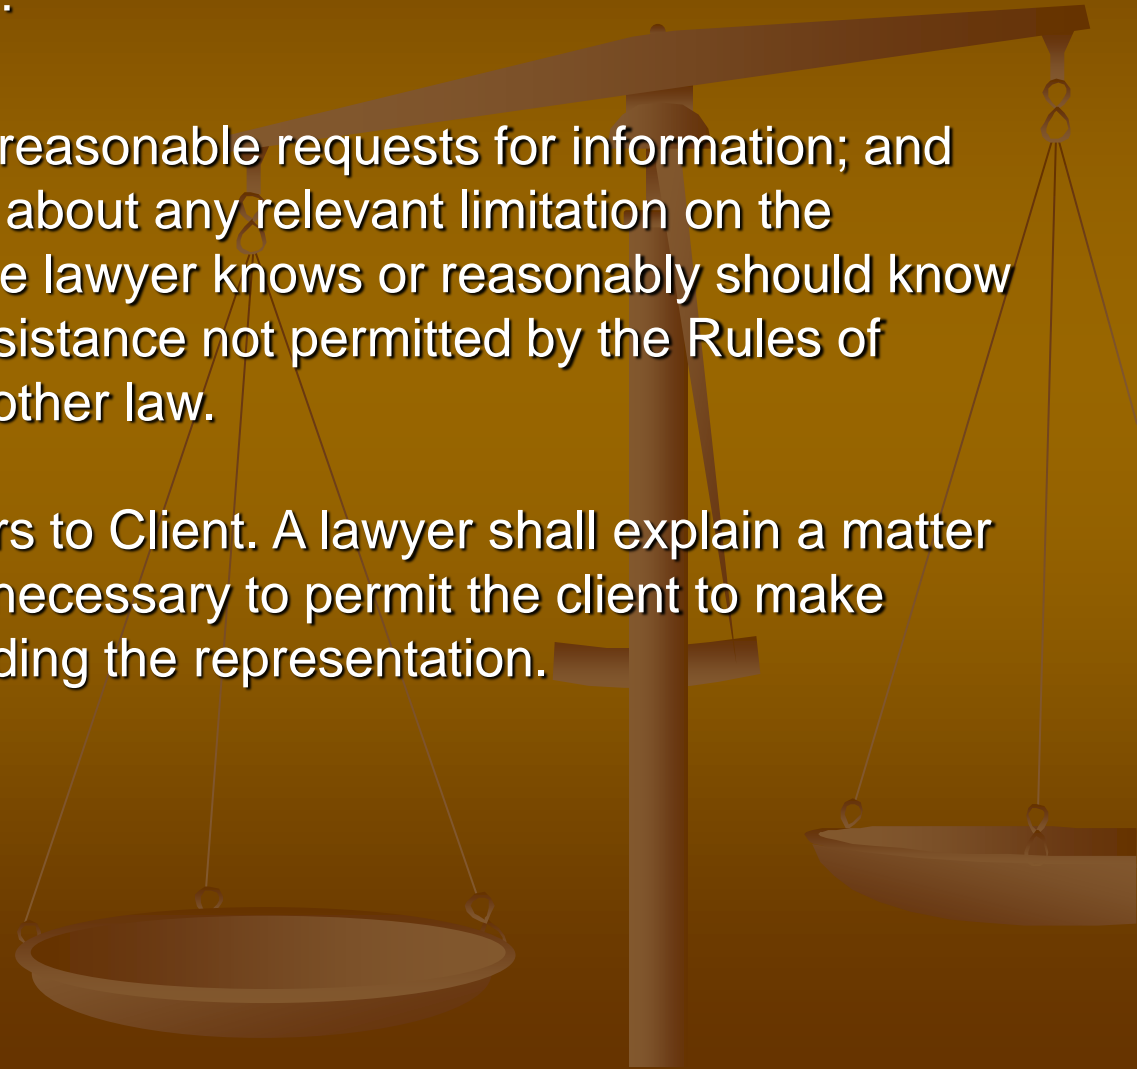 .
reasonable requests for information; and
about any relevant limitation on the
e lawyer knows or reasonably should know
sistance not permitted by the Rules of
other law.
rs to Client. A lawyer shall explain a matter
necessary to permit the client to make
ding the representation.